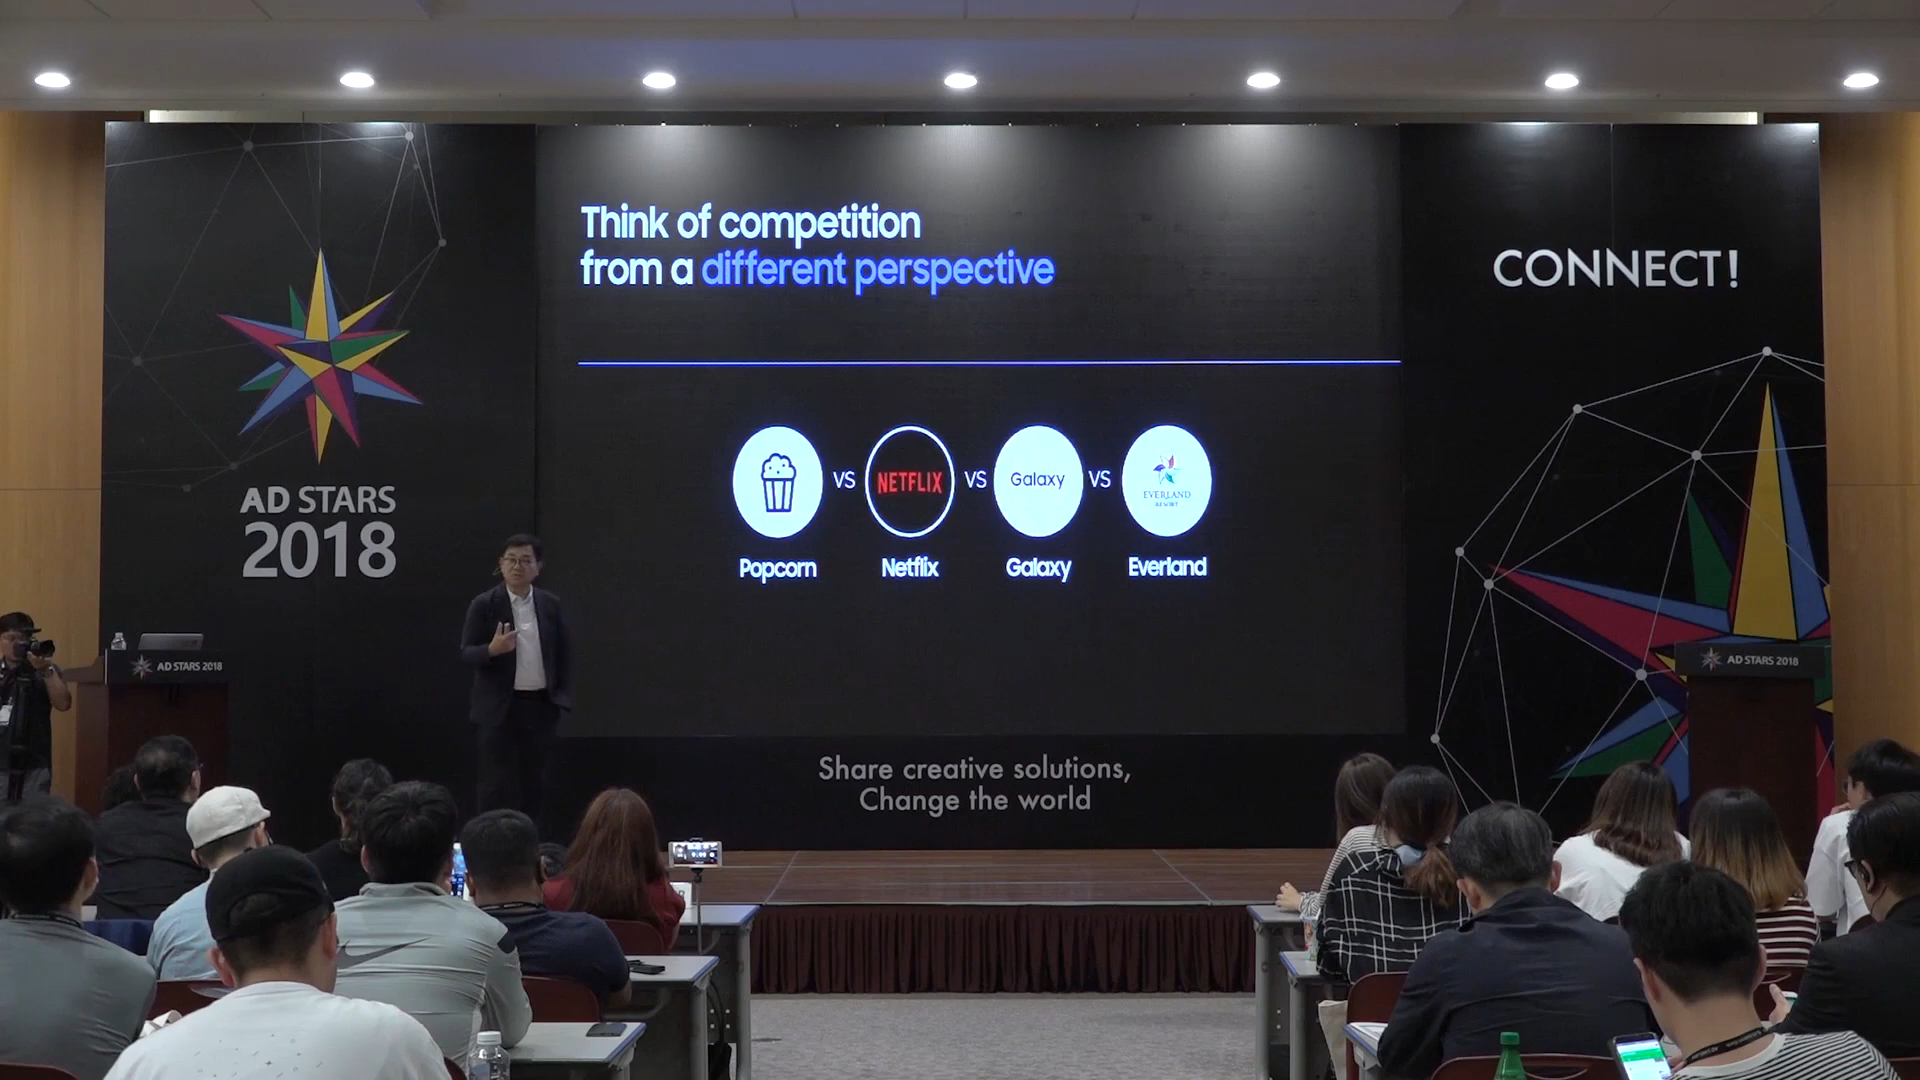 Think of competition
from a different perspective
CONNECT!
VS
VS
VS
NETFLIX
Galaxy
EVERLAND
RESORT
Popcorn
Netflix
Galaxy
Everland
AD STARS
2018
AD STARS 2018
AD STARS 2018
Share creative solutions,
Change the world